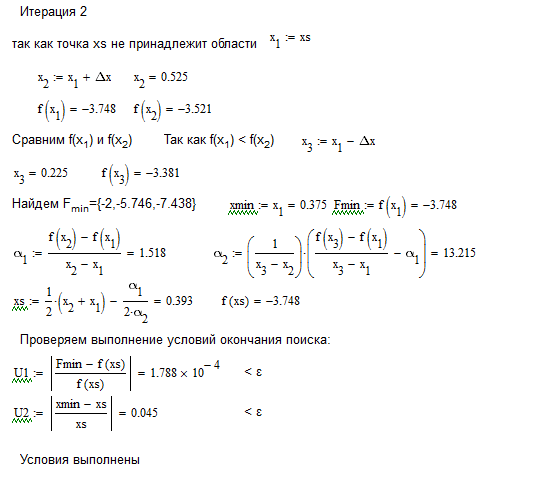 Итерация 2
так как точка xs не принадлежит области x₁ := xs
x₂ := x₁ + Δx x₂ = 0.525
f(x₁) = −3.748 f(x₂) = −3.521
Сравним f(x₁) и f(x₂) Так как f(x₁) < f(x₂) x₃ := x₁ − Δx
x₃ = 0.225 f(x₃) = −3.381
Найдем Fmin={-2,-5.746,-7.438} xmin := x₁ = 0.375 Fmin := f(x₁) = −3.748
α₁ := (f(x₂) − f(x₁))/(x₂ − x₁) = 1.518 α₂ := (1/(x₃ − x₂))·((f(x₃) − f(x₁))/(x₃ − x₁) − α₁) = 13.215
xs := 1/2·(x₂ + x₁) − α₁/(2·α₂) = 0.393 f(xs) = −3.748
Проверяем выполнение условий окончания поиска:
U1 := |(Fmin − f(xs))/f(xs)| = 1.788 × 10⁻⁴ < ε
U2 := |(xmin − xs)/xs| = 0.045 < ε
Условия выполнены